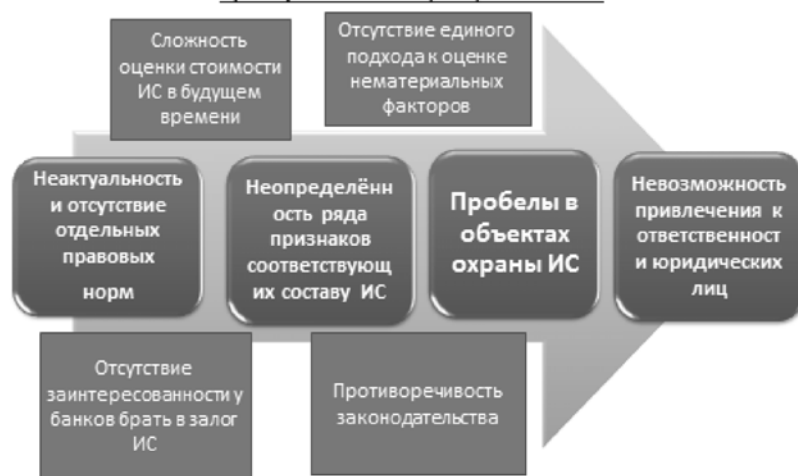 Сложность
оценки стоимости
ИС в будущем
времени
Отсутствие единого
подхода к оценке
нематериальных
факторов
Неактуальность
и отсутствие
отдельных
правовых
норм
Неопределённ
ость ряда
признаков
соответствующ
их составу ИС
Пробелы в
объектах
охраны ИС
Невозможность
привлечения к
ответственност
и юридических
лиц
Отсутствие
заинтересованности у
банков брать в залог
ИС
Противоречивость
законодательства